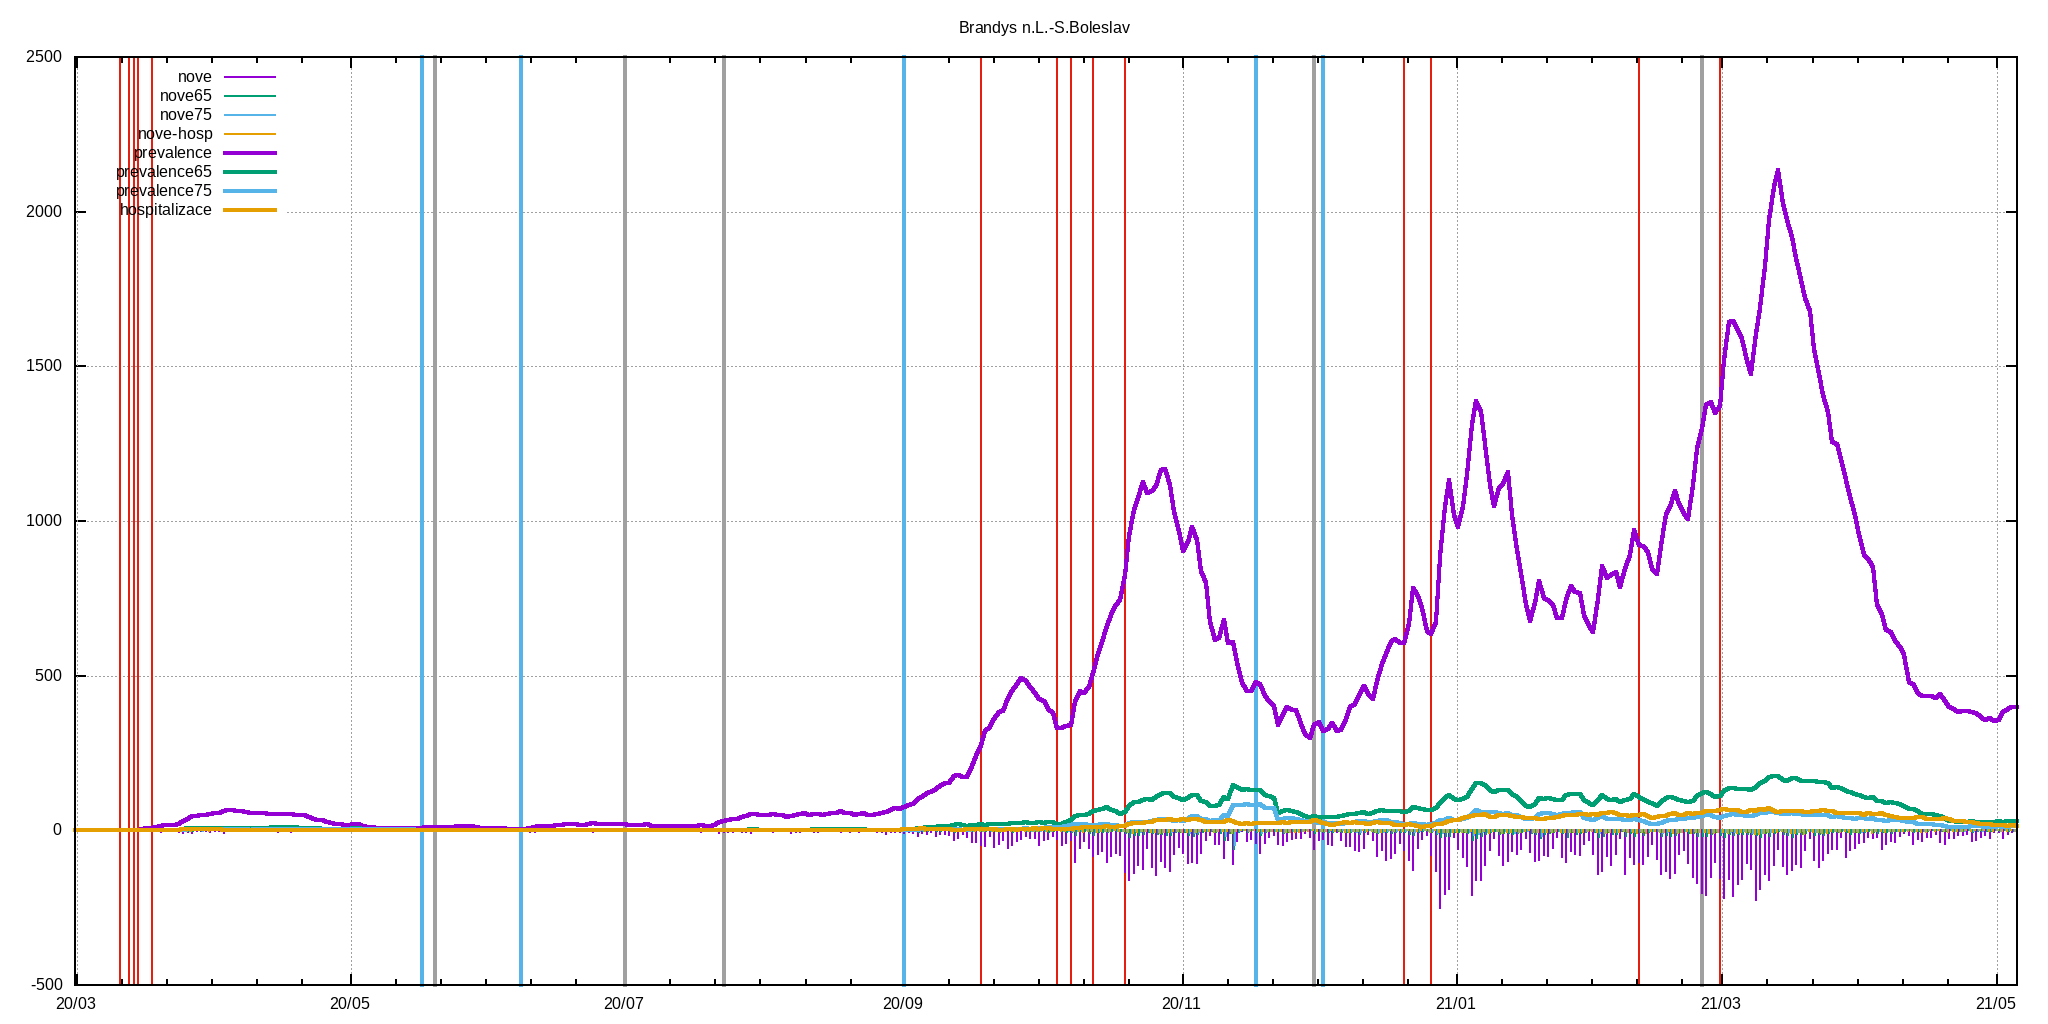 Brandys n.L.-S.Boleslav
2500
nove
nove65
nove75
nove-hosp
prevalence
prevalence65
prevalence75
hospitalizace
2000
1500
1000
500
0
-500
20/03 20/05 20/07 20/09 20/11 21/01 21/03 21/05